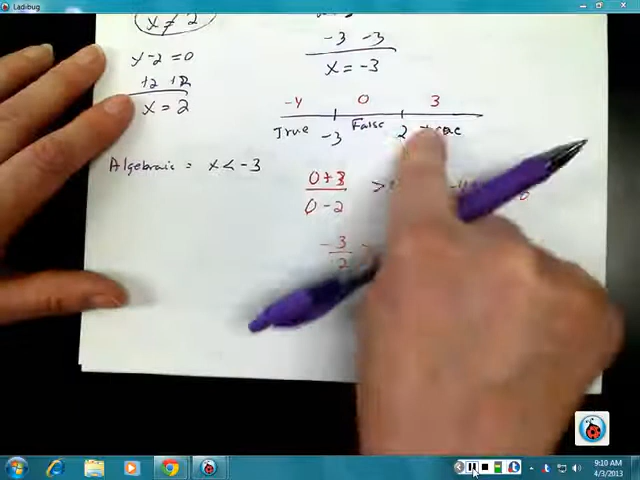 Ladibug
x ≠ 2
x-2 = 0
+2 +2
x = 2
-3 -3
x = -3
-4 0 3
True -3 False 2
Algebraic = x < -3
0+3
0-2
>
-3
2
0
9:10 AM
4/3/2013